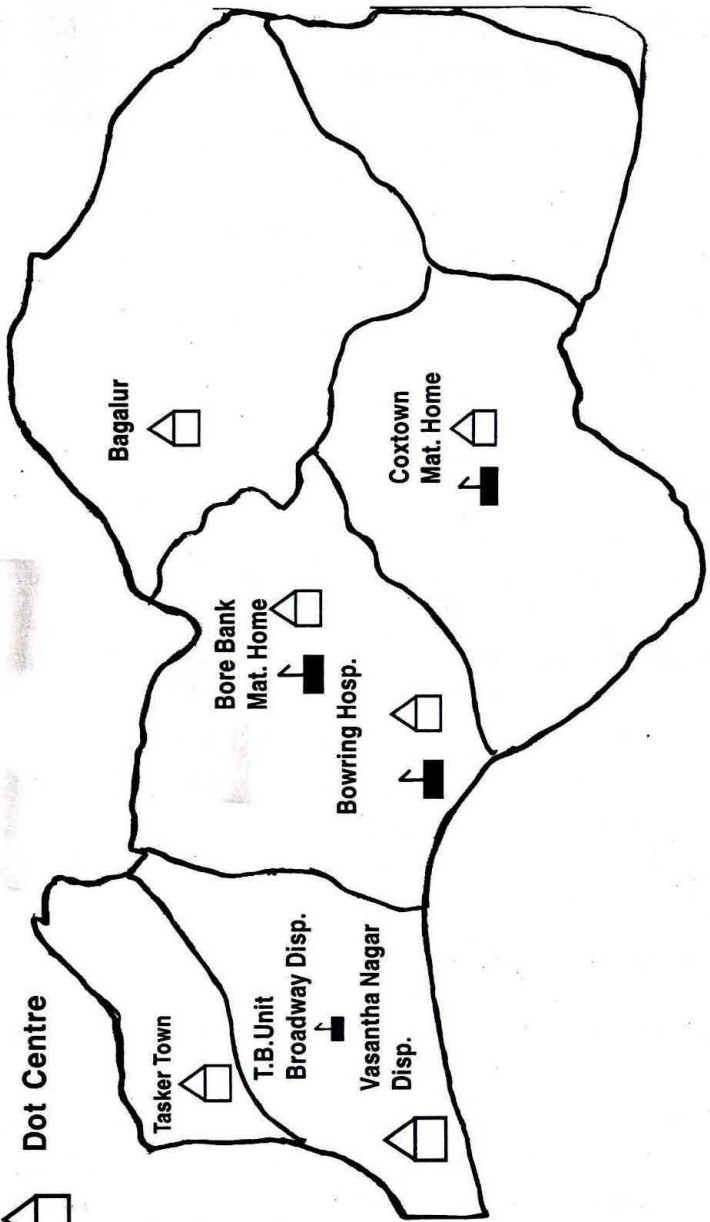 Dot Centre
Tasker Town
T.B.Unit
Broadway Disp.
Vasantha Nagar
Disp.
Bore Bank
Mat. Home
Bowring Hosp.
Bagalur
Coxtown
Mat. Home